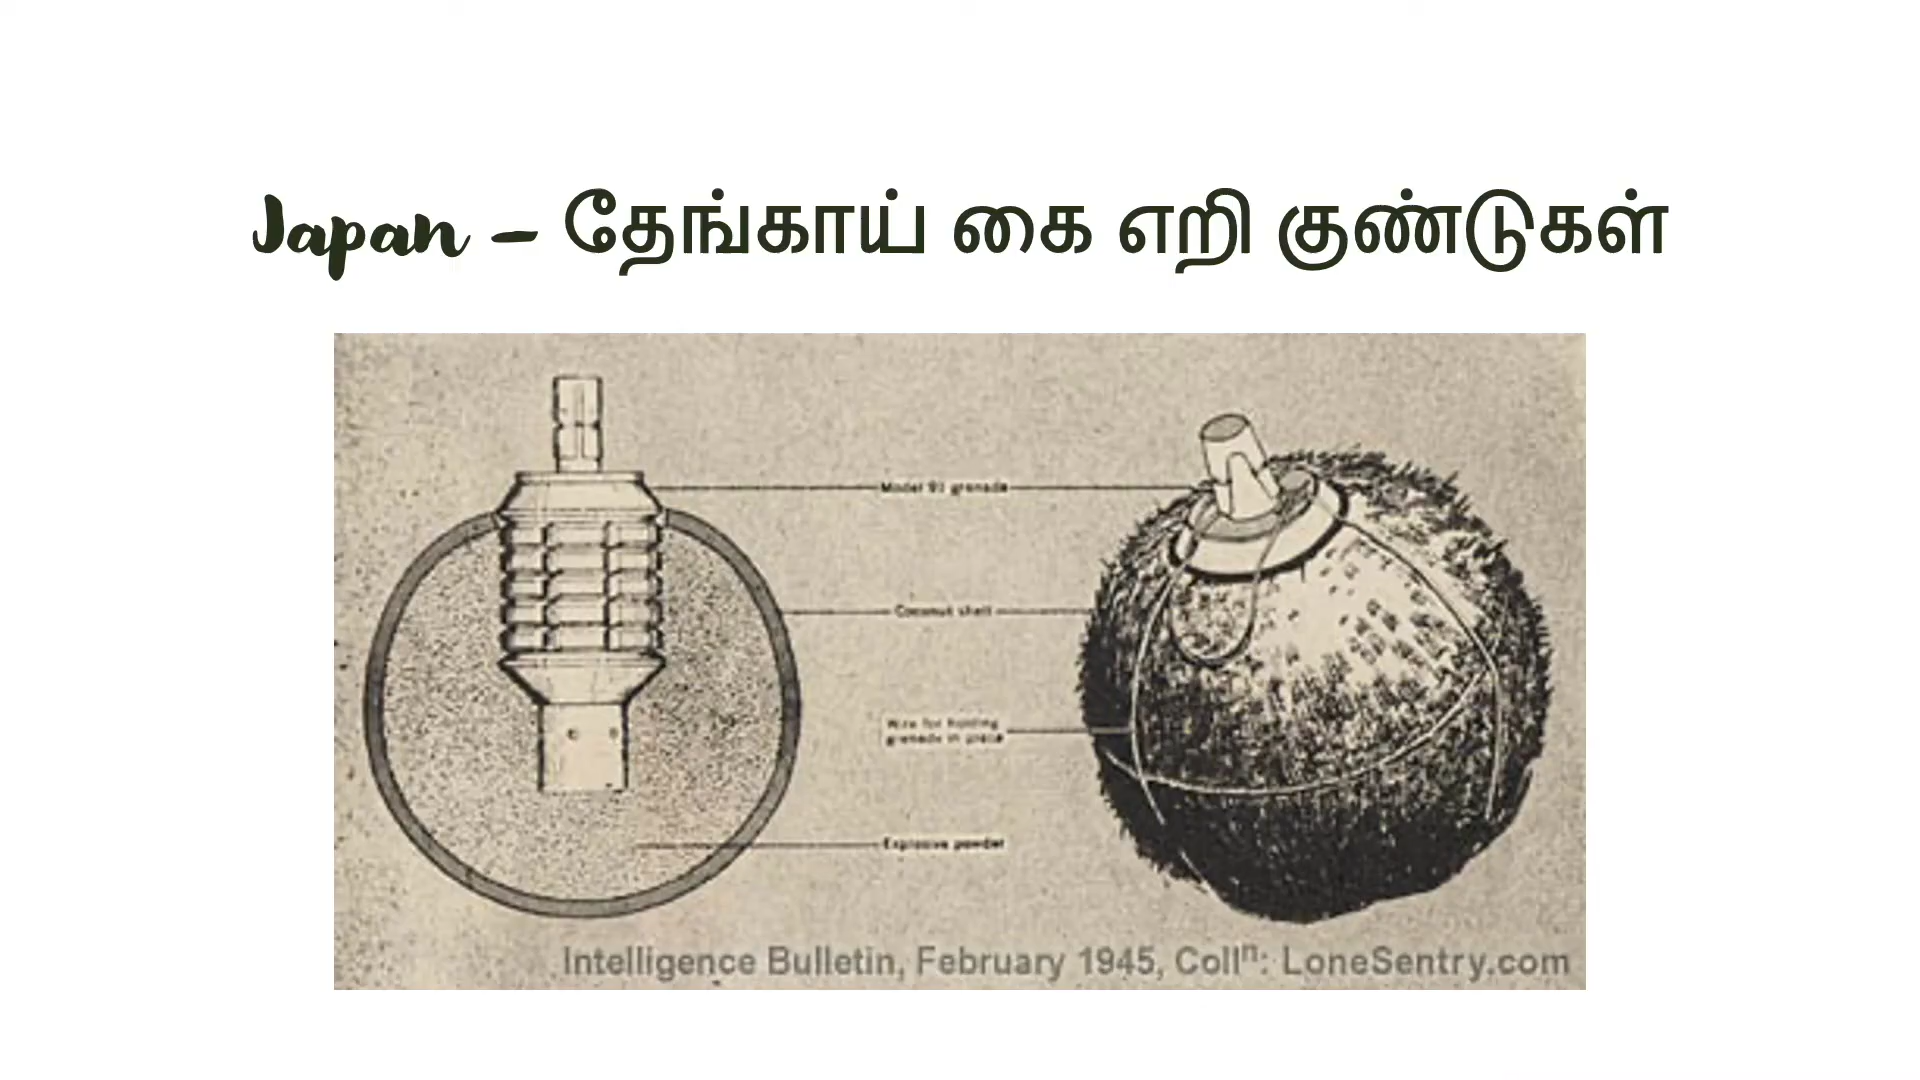 Japan - தேங்காய் கை எறி குண்டுகள்
Model 91 grenade
Coconut shell
Wire for holding
grenade in place
Explosive powder
Intelligence Bulletin, February 1945, Collⁿ: LoneSentry.com